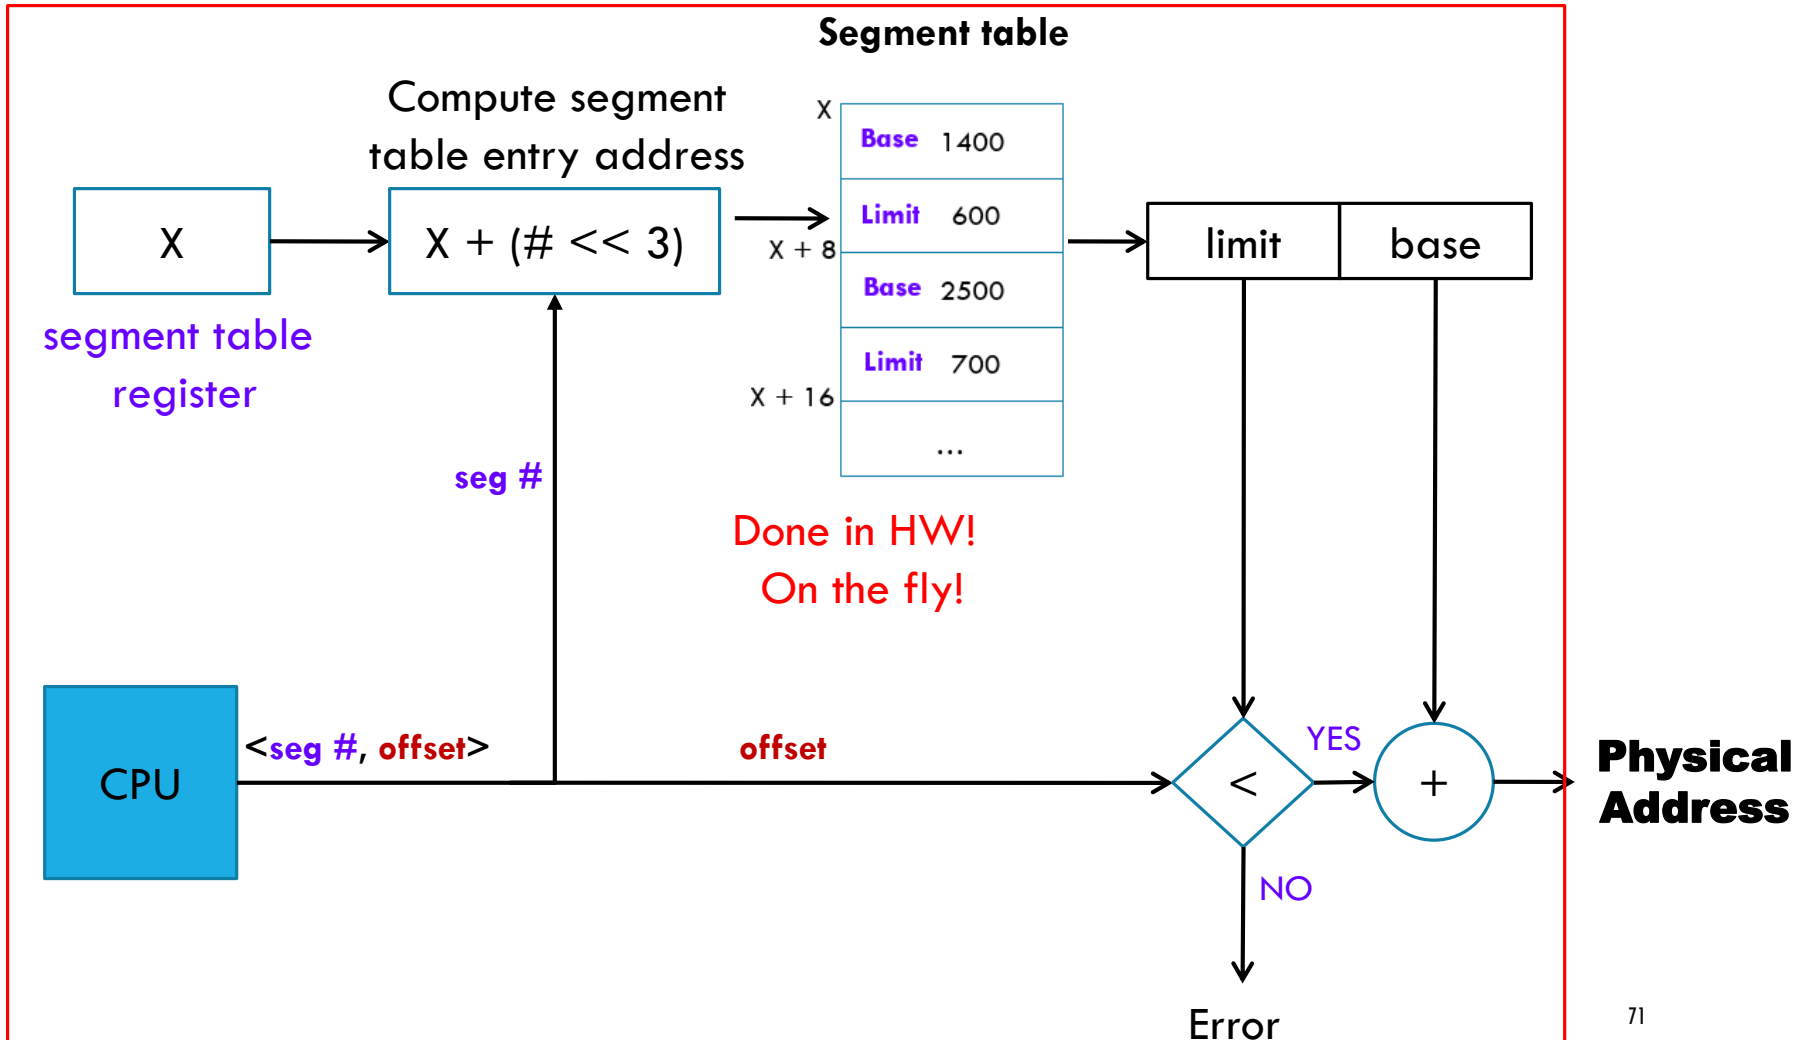 Segment table
Compute segment
table entry address
X
X + (# << 3)
segment table
register
X
Base 1400
Limit 600
X + 8
Base 2500
Limit 700
X + 16
...
limit
base
seg #
Done in HW!
On the fly!
CPU
<seg #, offset>
offset
<
YES
+
Physical
Address
NO
Error
71